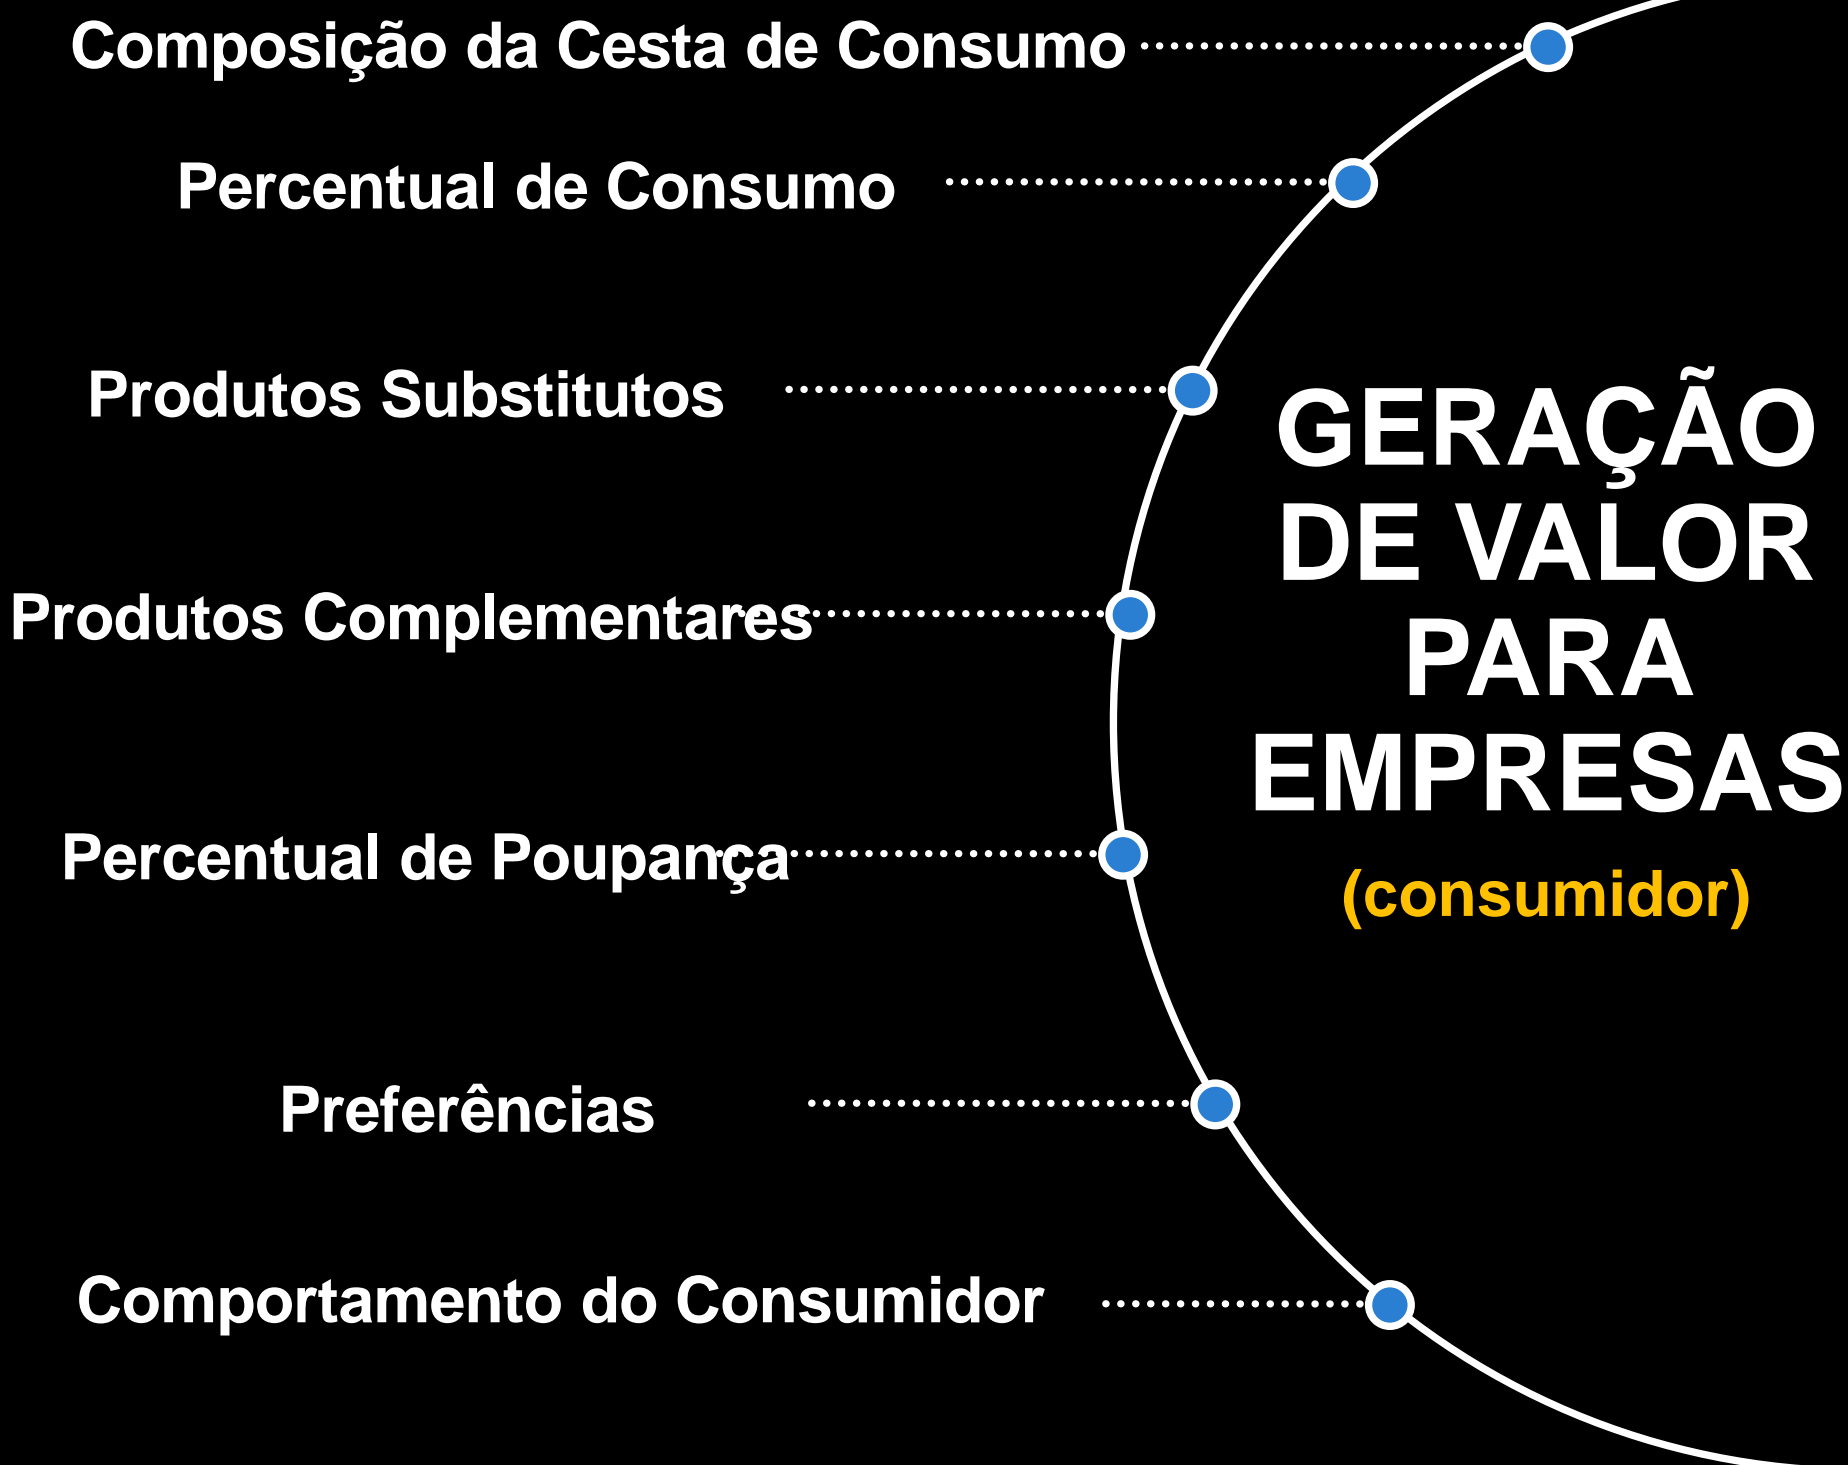 Composição da Cesta de Consumo
Percentual de Consumo
Produtos Substitutos
Produtos Complementares
Percentual de Poupança
Preferências
Comportamento do Consumidor
GERAÇÃO
DE VALOR
PARA
EMPRESAS
(consumidor)